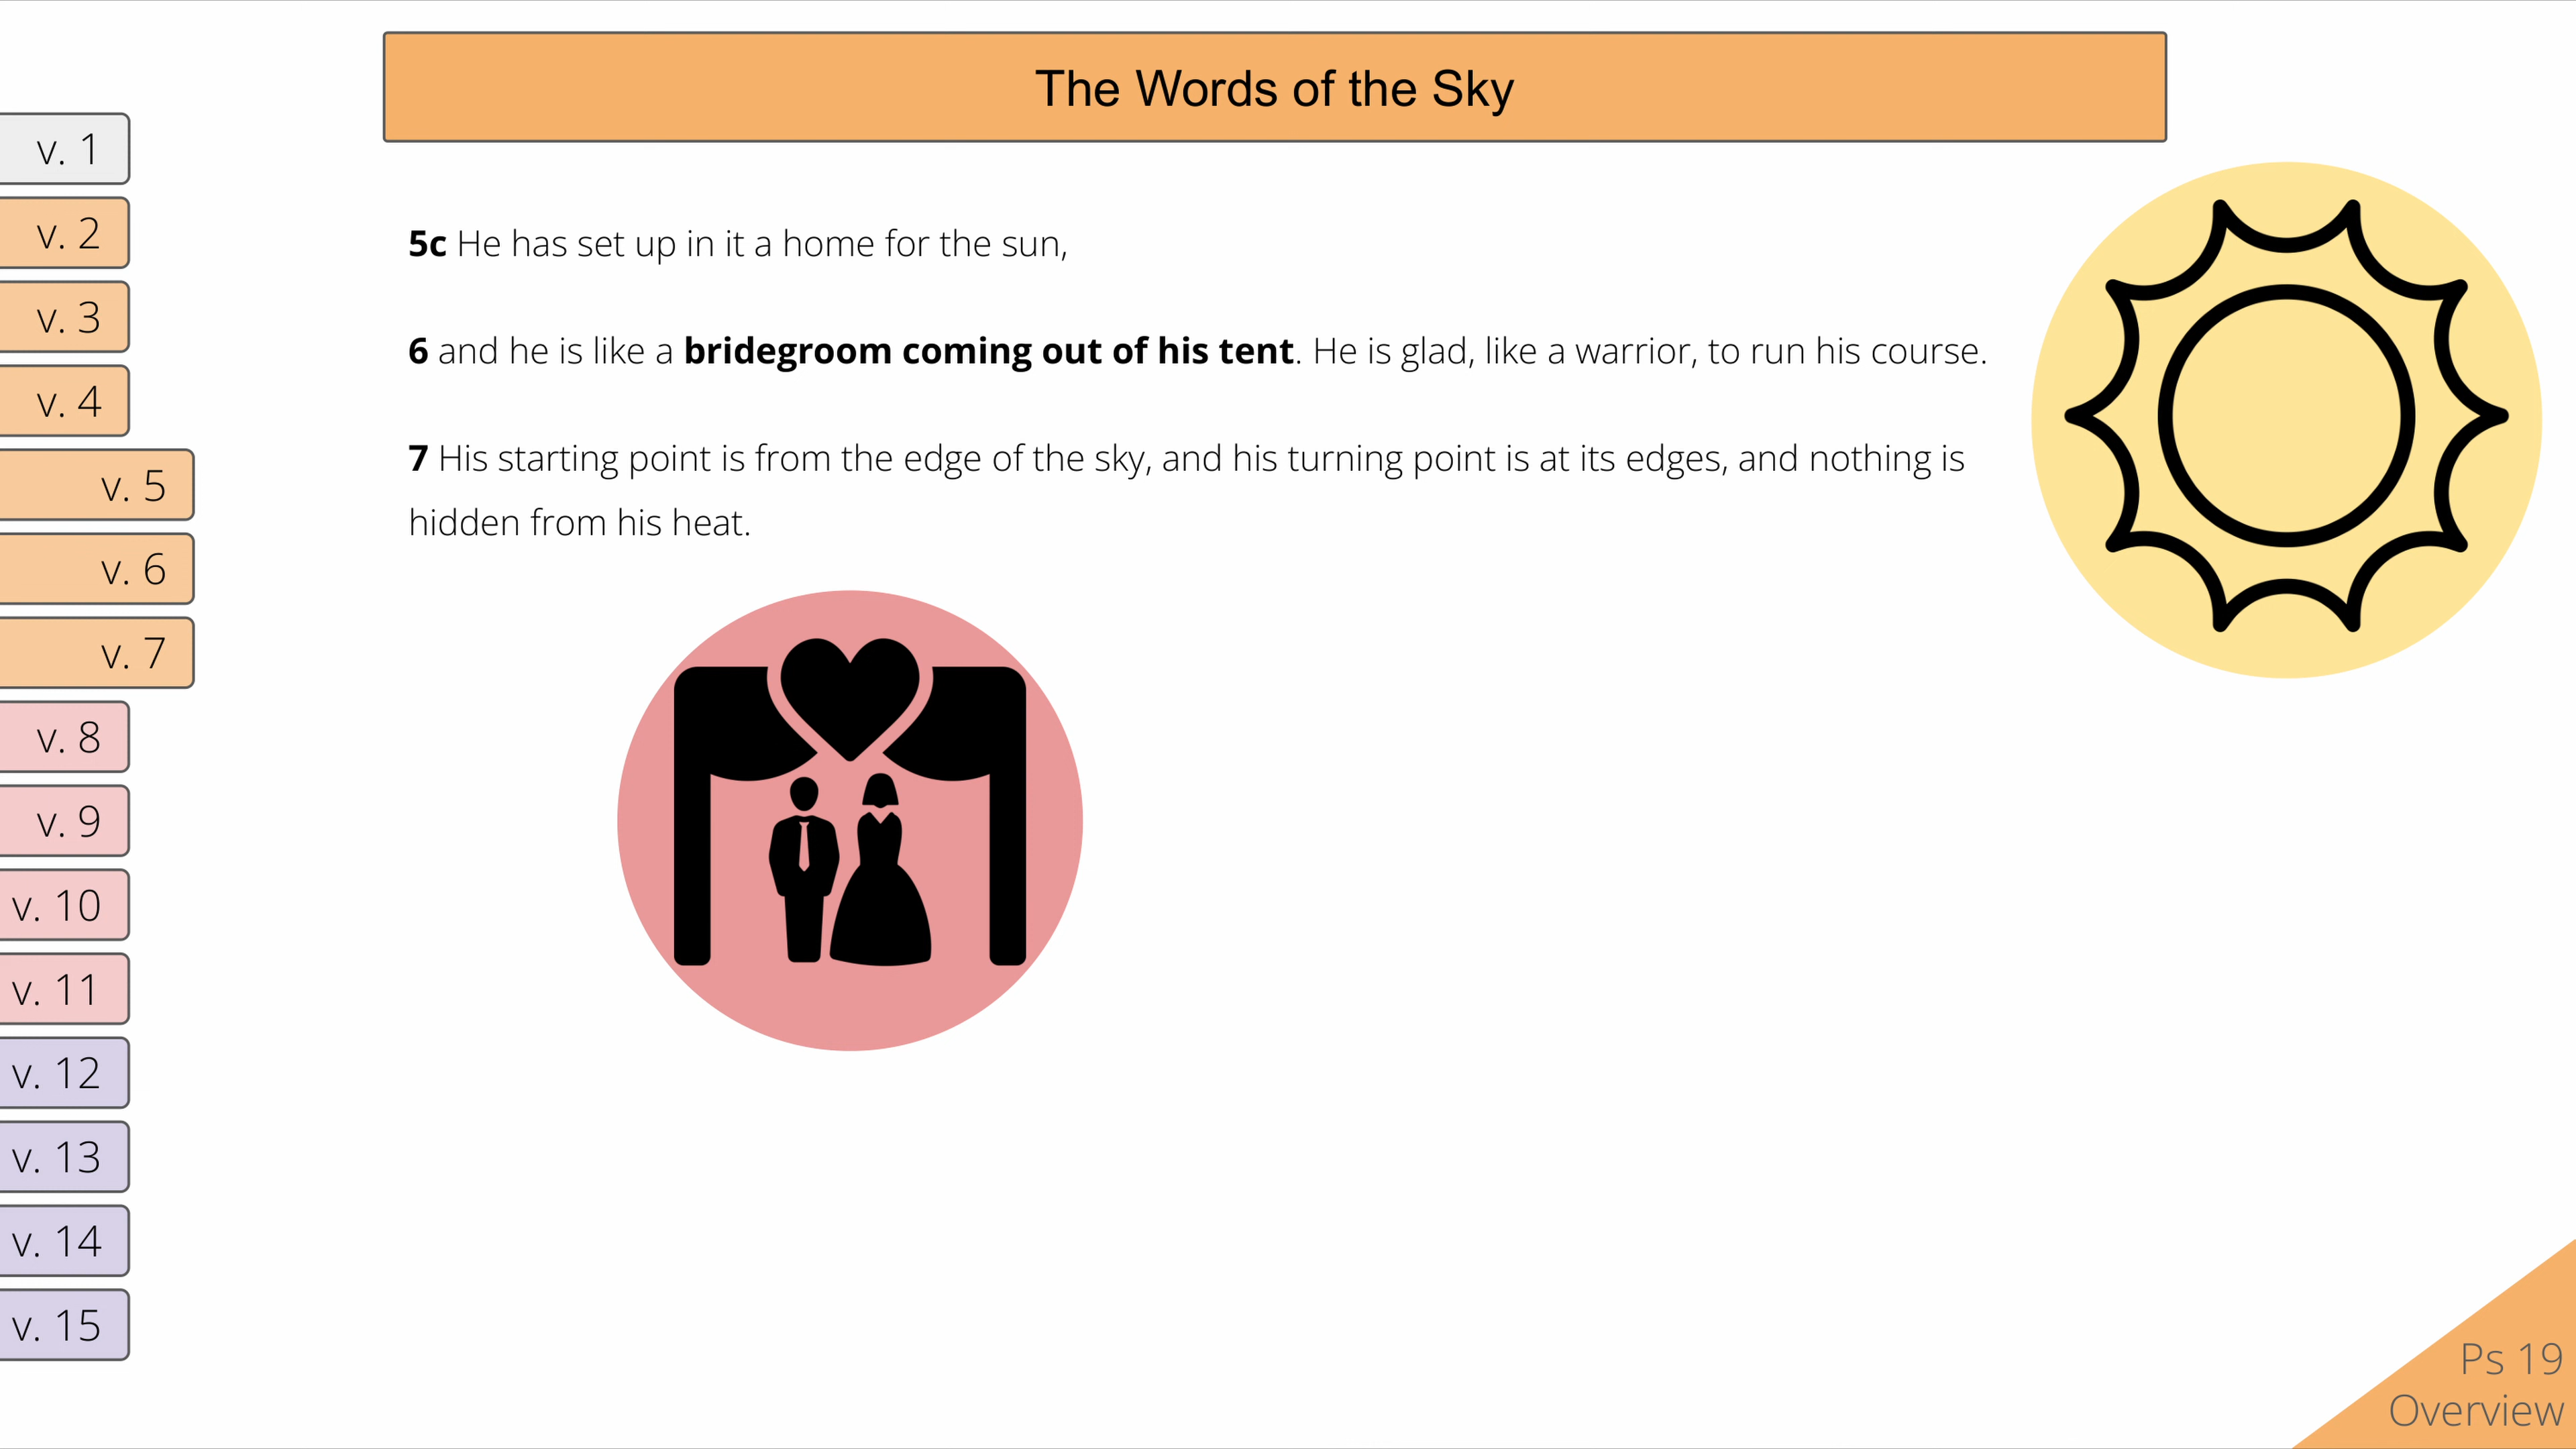 The Words of the Sky
v. 1
v. 2
v. 3
v. 4
v. 5
v. 6
v. 7
v. 8
v. 9
v. 10
v. 11
v. 12
v. 13
v. 14
v. 15
5c He has set up in it a home for the sun,
6 and he is like a bridegroom coming out of his tent. He is glad, like a warrior, to run his course.
7 His starting point is from the edge of the sky, and his turning point is at its edges, and nothing is
hidden from his heat.
Ps 19
Overview